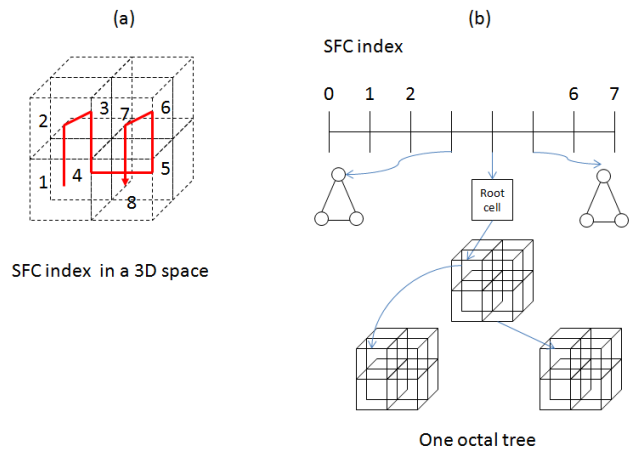 (a)
(b)
SFC index
0 1 2 6 7
2 3 7 6
1 4 5
8
Root
cell
SFC index in a 3D space
One octal tree